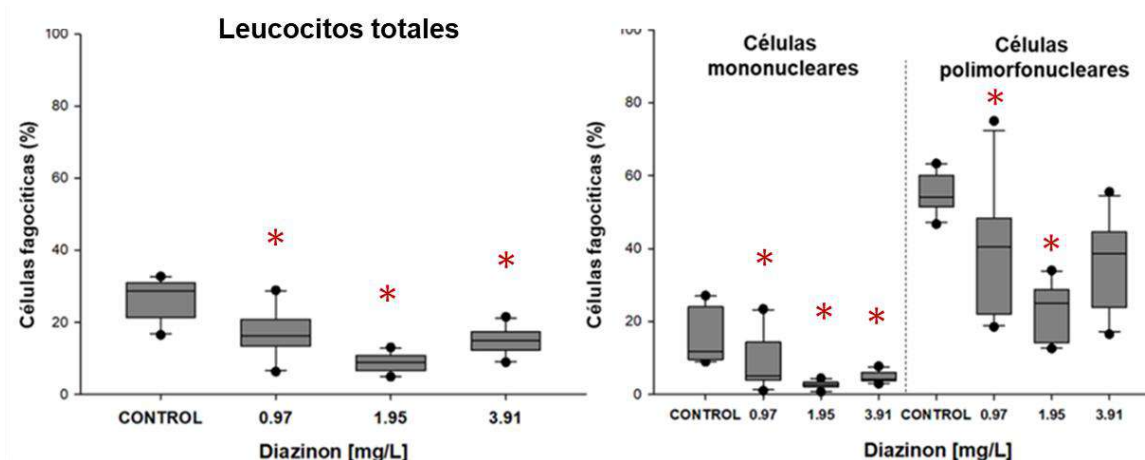 Leucocitos totales
Células fagocíticas (%)
100
80
60
40
20
0
CONTROL 0.97 1.95 3.91
Diazinon [mg/L]
Células
mononucleares
Células
polimorfonucleares
Células fagocíticas (%)
100
80
60
40
20
0
CONTROL 0.97 1.95 3.91 CONTROL 0.97 1.95 3.91
Diazinon [mg/L]